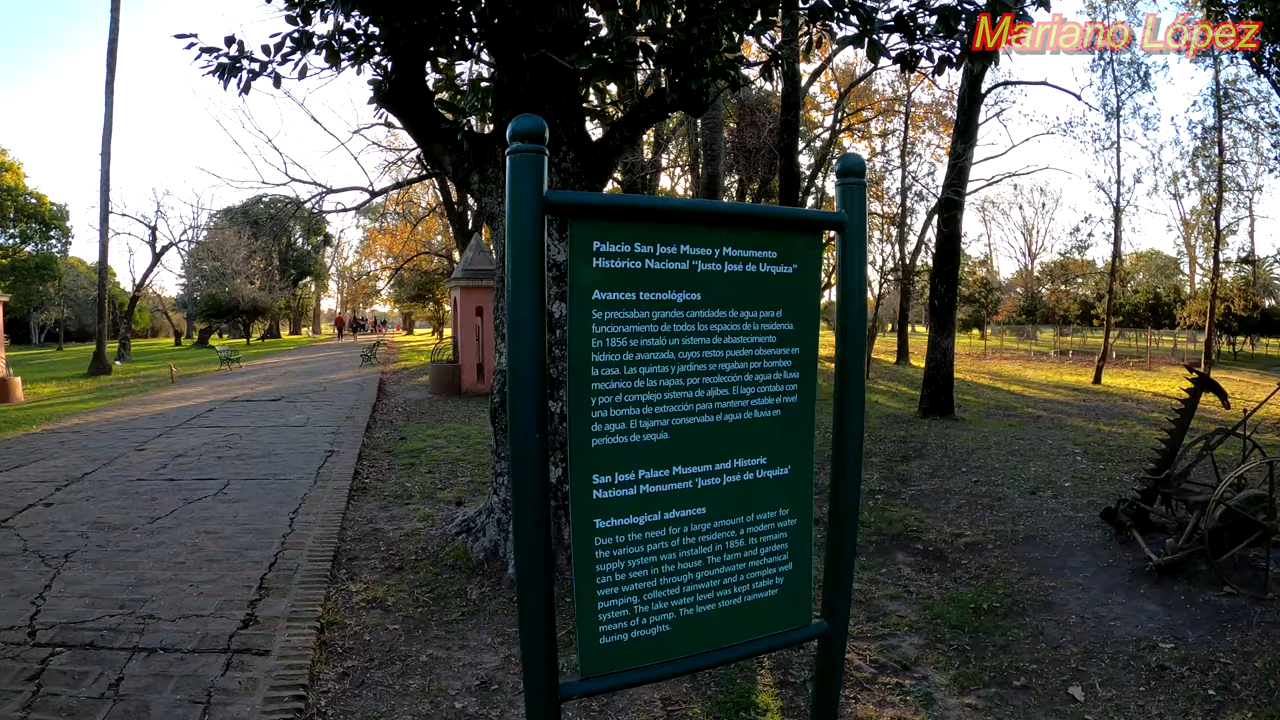 Mariano López
Palacio San José Museo y Monumento
Histórico Nacional "Justo José de Urquiza"
Avances tecnológicos
Se precisaban grandes cantidades de agua para el
funcionamiento de todos los espacios de la residencia.
En 1856 se instaló un sistema de abastecimiento
hídrico de avanzada, cuyos restos pueden observarse en
la casa. Las quintas y jardines se regaban por bombeo
mecánico de las napas, por recolección de agua de lluvia
y por el complejo sistema de aljibes. El lago contaba con
una bomba de extracción para mantener estable el nivel
de agua. El tajamar conservaba el agua de lluvia en
períodos de sequía.
San José Palace Museum and Historic
National Monument 'Justo José de Urquiza'
Technological advances
Due to the need for a large amount of water for
the various parts of the residence, a modern water
supply system was installed in 1856. Its remains
can be seen in the house. The farm and gardens
were watered through groundwater mechanical
pumping, collected rainwater and a complex well
system. The lake water level was kept stable by
means of a pump. The levee stored rainwater
during droughts.